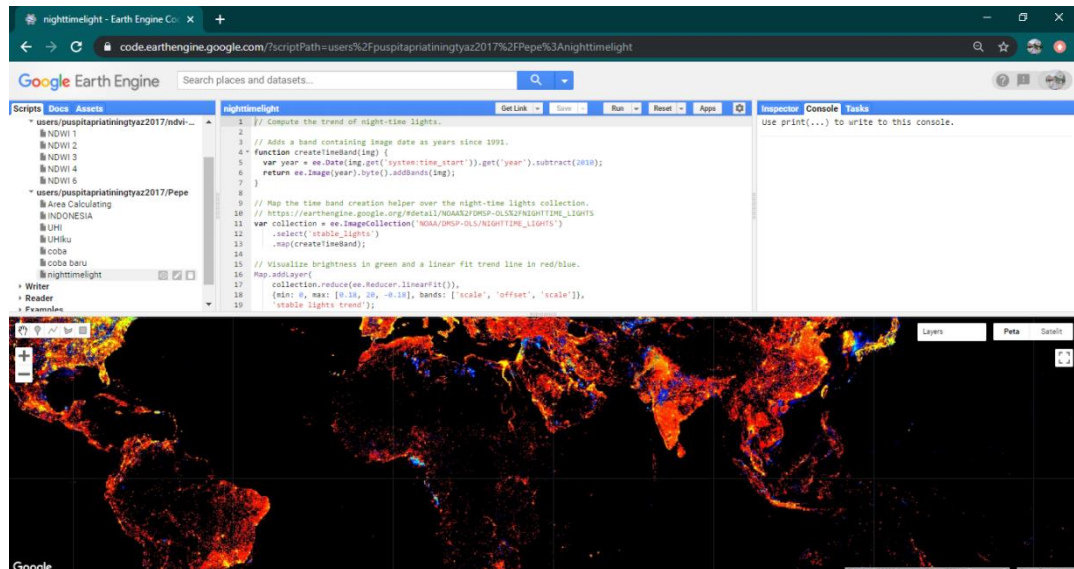 nighttimelight - Earth Engine Co
code.earthengine.google.com/?scriptPath=users%2Fpuspitapriatiningtyaz2017%2FPepe%3Anighttimelight
Google Earth Engine
Search places and datasets...
Scripts Docs Assets
users/puspitapriatiningtyaz2017/ndvi-...
NDWI 1
NDWI 2
NDWI 3
NDWI 4
NDWI 6
users/puspitapriatiningtyaz2017/Pepe
Area Calculating
INDONESIA
UHI
UHIku
coba
coba baru
nighttimelight
Writer
Reader
Examples
nighttimelight
Get Link Save Run Reset Apps
1 // Compute the trend of night-time lights.
2
3 // Adds a band containing image date as years since 1991.
4 function createTimeBand(img) {
5 var year = ee.Date(img.get('system:time_start')).get('year').subtract(2010);
6 return ee.Image(year).byte().addBands(img);
7 }
8
9 // Map the time band creation helper over the night-time lights collection.
10 // https://earthengine.google.org/#detail/NOAA%2FDMSP-OLS%2FNIGHTTIME_LIGHTS
11 var collection = ee.ImageCollection('NOAA/DMSP-OLS/NIGHTTIME_LIGHTS')
12 .select('stable_lights')
13 .map(createTimeBand);
14
15 // Visualize brightness in green and a linear fit trend line in red/blue.
16 Map.addLayer(
17 collection.reduce(ee.Reducer.linearFit()),
18 {min: 0, max: [0.18, 20, -0.18], bands: ['scale', 'offset', 'scale']},
19 'stable lights trend');
Inspector Console Tasks
Use print(...) to write to this console.
Layers
Peta Satelit
Google